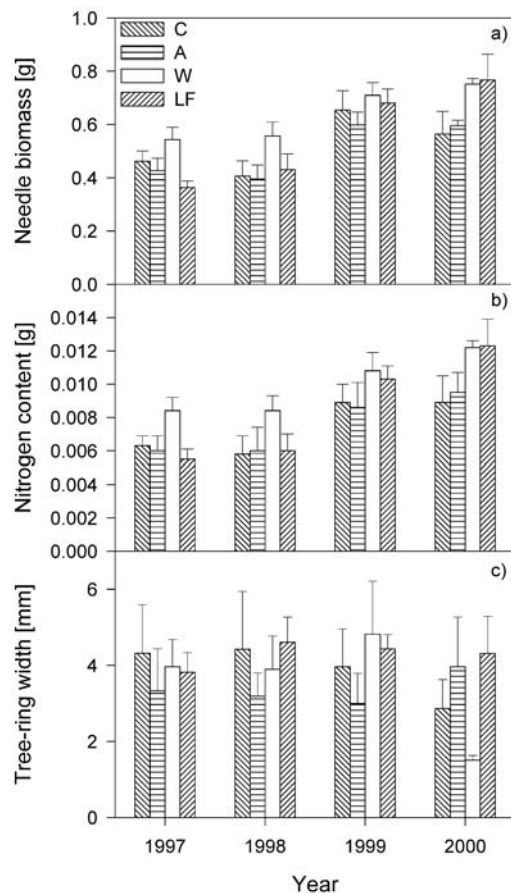 a)
C
A
W
LF
Needle biomass [g]
1.0
0.8
0.6
0.4
0.2
0.0
b)
Nitrogen content [g]
0.014
0.012
0.010
0.008
0.006
0.004
0.002
0.000
c)
Tree-ring width [mm]
6
4
2
0
1997 1998 1999 2000
Year